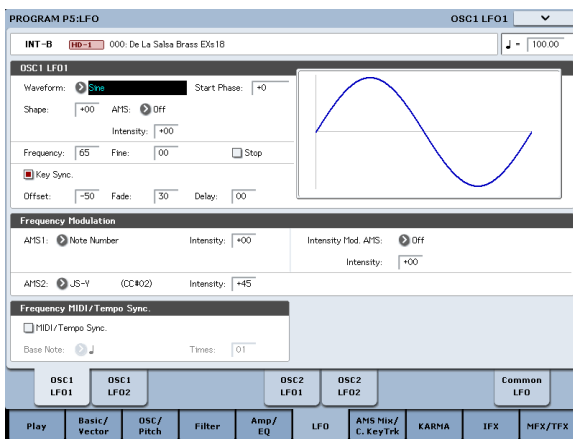 PROGRAM P5:LFO OSC1 LFO1
INT-B HD-1 000: De La Salsa Brass EXs18 ♩= 100.00
OSC1 LFO1
Waveform: Sine Start Phase: +0
Shape: +00 AMS: Off
Intensity: +00
Frequency: 65 Fine: 00 Stop
Key Sync.
Offset: -50 Fade: 30 Delay: 00
Frequency Modulation
AMS1: Note Number Intensity: +00 Intensity Mod. AMS: Off
Intensity: +00
AMS2: JS-Y (CC#02) Intensity: +45
Frequency MIDI/Tempo Sync.
MIDI/Tempo Sync.
Base Note: ♩ Times: 01
OSC1 LFO1 OSC1 LFO2 OSC2 LFO1 OSC2 LFO2 Common LFO
Play Basic/Vector OSC/Pitch Filter Amp/EQ LFO AMS Mix/C.KeyTrk KARMA IFX MFX/TFX